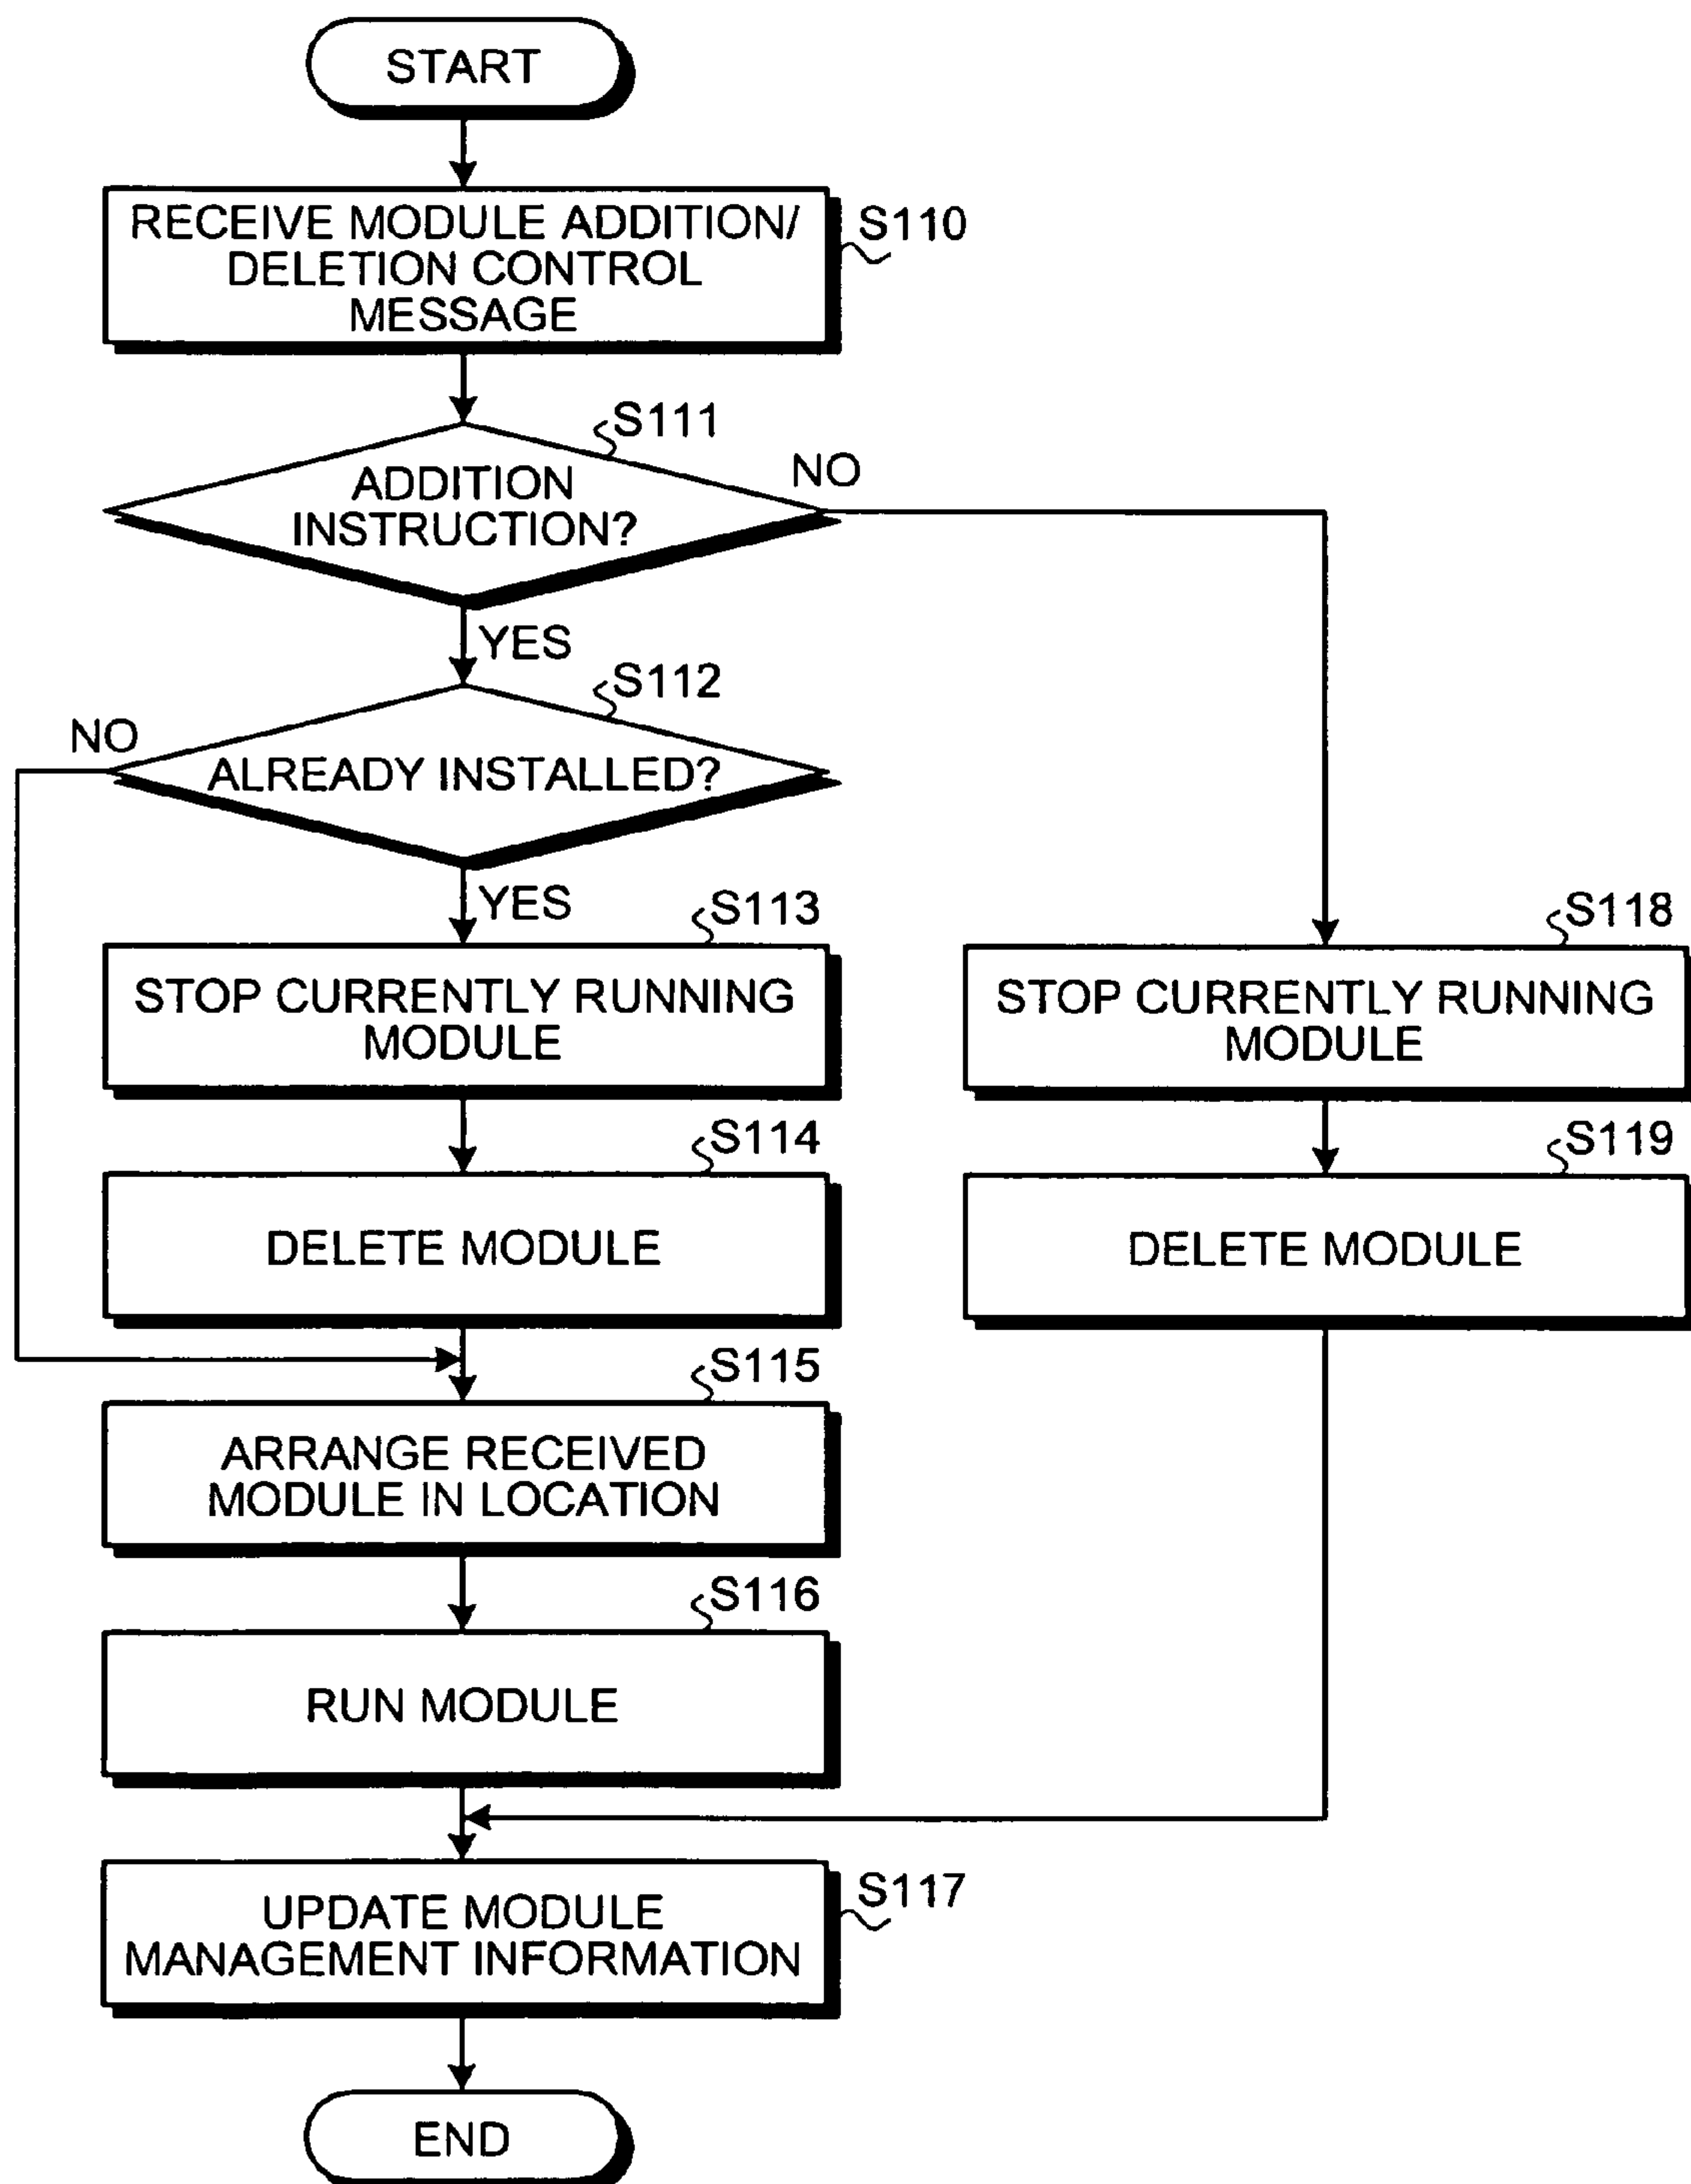 START
RECEIVE MODULE ADDITION/
DELETION CONTROL
MESSAGE
S110
S111
ADDITION
INSTRUCTION?
NO
YES
S112
NO
ALREADY INSTALLED?
YES
S113
STOP CURRENTLY RUNNING
MODULE
S118
STOP CURRENTLY RUNNING
MODULE
S114
DELETE MODULE
S119
DELETE MODULE
S115
ARRANGE RECEIVED
MODULE IN LOCATION
S116
RUN MODULE
S117
UPDATE MODULE
MANAGEMENT INFORMATION
END